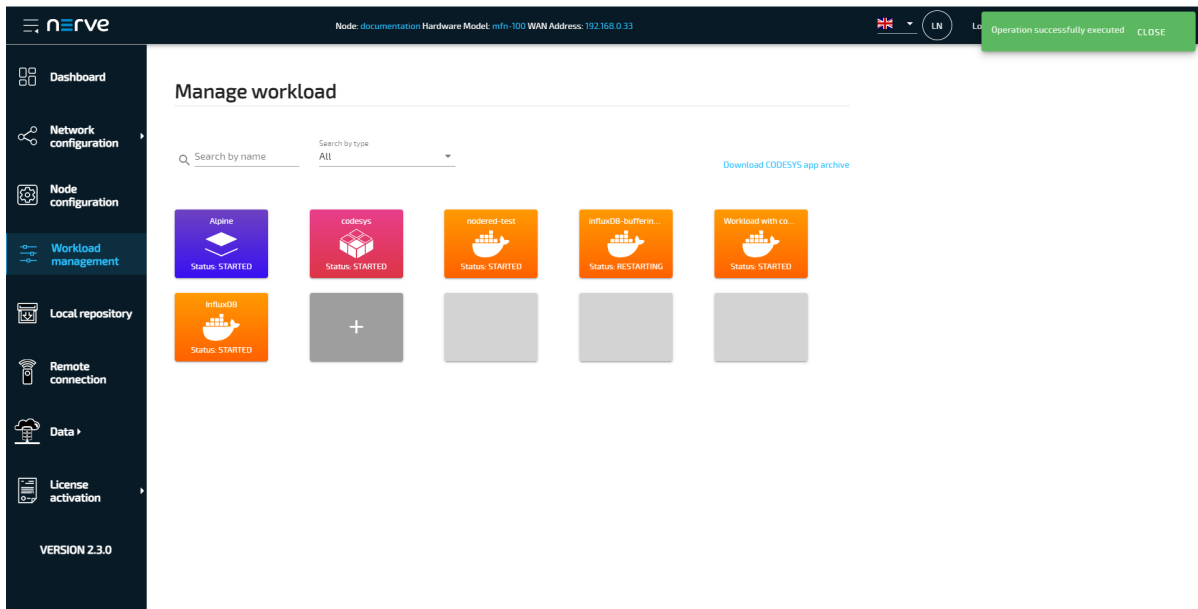 nerve
Node: documentation Hardware Model: mfn-100 WAN Address: 192.168.0.33
LN
Lo
Operation successfully executed CLOSE
Dashboard
Network
configuration
Node
configuration
Workload
management
Local repository
Remote
connection
Data
License
activation
VERSION 2.3.0
Manage workload
Search by name
Search by type
All
Download CODESYS app archive
Alpine
Status: STARTED
codesys
Status: STARTED
nodered-test
Status: STARTED
influxDB-bufferin...
Status: RESTARTING
Workload with co...
Status: STARTED
influxDB
Status: STARTED
+